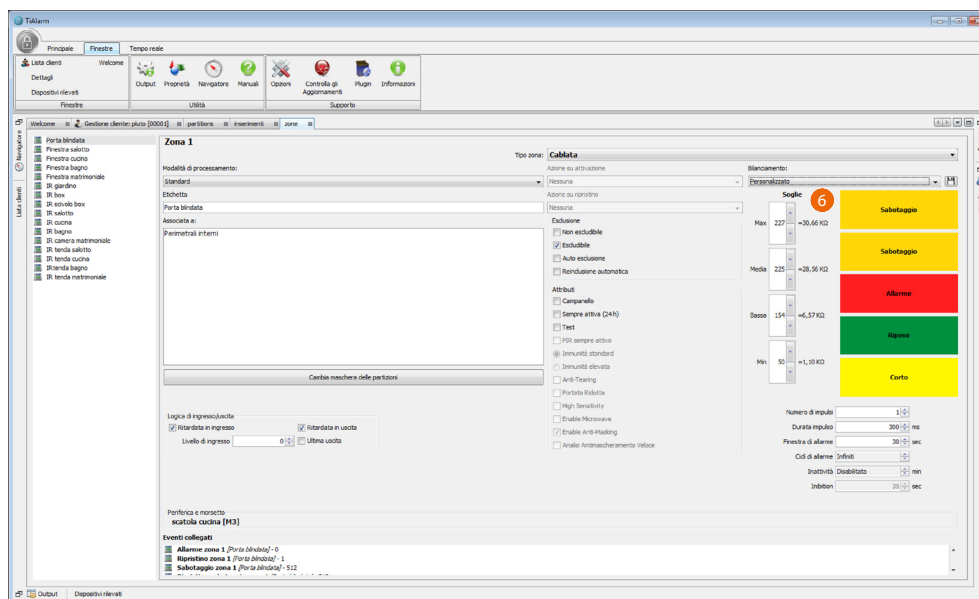 TiAlarm
Principale Finestre Tempo reale
Lista clienti Welcome
Dettagli
Dispositivi rilevati
Output Proprietà Navigatore Manuali Opzioni Controlla gli Aggiornamenti Plugin Informazioni
Finestre Utilità Supporto
Welcome Gestione cliente: pluto [00001] partitions inserimenti zone
Navigatore
Lista clienti
Porta blindata
Finestra salotto
Finestra cucina
Finestra bagno
Finestra matrimoniale
IR giardino
IR box
IR scivolo box
IR salotto
IR cucina
IR bagno
IR camera matrimoniale
IR tenda salotto
IR tenda cucina
IRtenda bagno
IR tenda matrimoniale
Zona 1
Tipo zona: Cablata
Modalità di processamento:
Standard
Etichetta
Porta blindata
Associata a:
Perimetrali interni
Cambia maschera delle partizioni
Logica di ingresso/uscita
Ritardata in ingresso Ritardata in uscita
Livello di ingresso 0 Ultima uscita
Azione su attivazione
Nessuna
Azione su ripristino
Nessuna
Esclusione
Non escludibile
Escludibile
Auto esclusione
Reinclusione automatica
Attributi
Campanello
Sempre attiva (24 h)
Test
PIR sempre attivo
Immunità standard
Immunità elevata
Anti-Tearing
Portata Ridotta
High Sensitivity
Enable Microwave
Enable Anti-Masking
Analisi Antimascheramento Veloce
Bilanciamento:
Personalizzato
Soglie 6
Max 227 =30,66 KΩ
Media 225 =28,56 KΩ
Bassa 154 =6,57 KΩ
Min 50 =1,10 KΩ
Sabotaggio
Sabotaggio
Allarme
Riposo
Corto
Numero di impulsi 1
Durata impulso 300 ms
Finestra di allarme 30 sec
Cicli di allarme Infiniti
Inattività Disabilitata min
Inibition 35 sec
Periferica e morsetto
scatola cucina [M3]
Eventi collegati
Allarme zona 1 [Porta blindata] - 0
Ripristino zona 1 [Porta blindata] - 1
Sabotaggio zona 1 [Porta blindata] - 512
Output Dispositivi rilevati